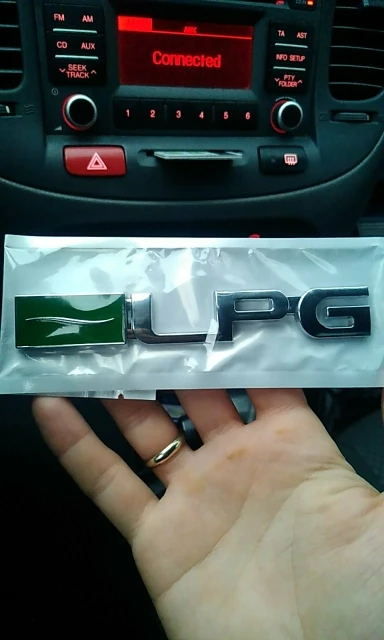 FM AM
TA AST
CD AUX
Connected
INFO SETUP
SEEK
TRACK
PTY
FOLDER
1 2 3 4 5 6
LPG